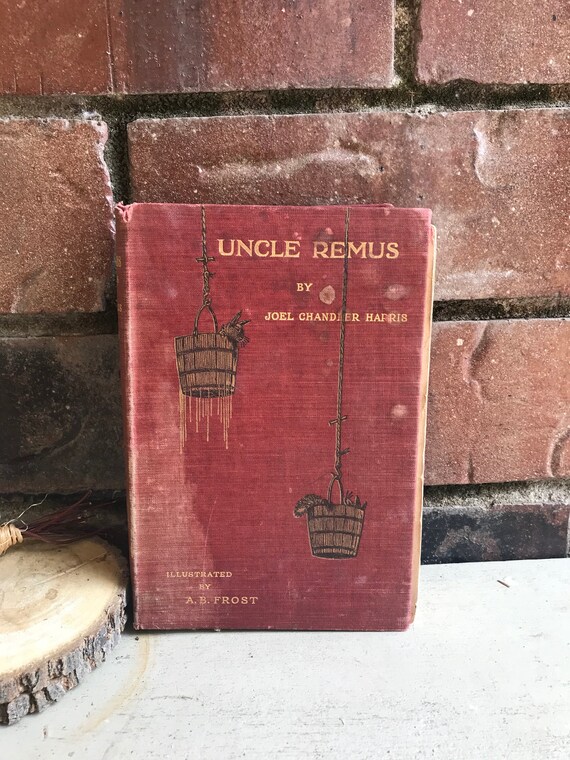 UNCLE REMUS
BY
JOEL CHANDLER HARRIS
ILLUSTRATED
BY
A. B. FROST